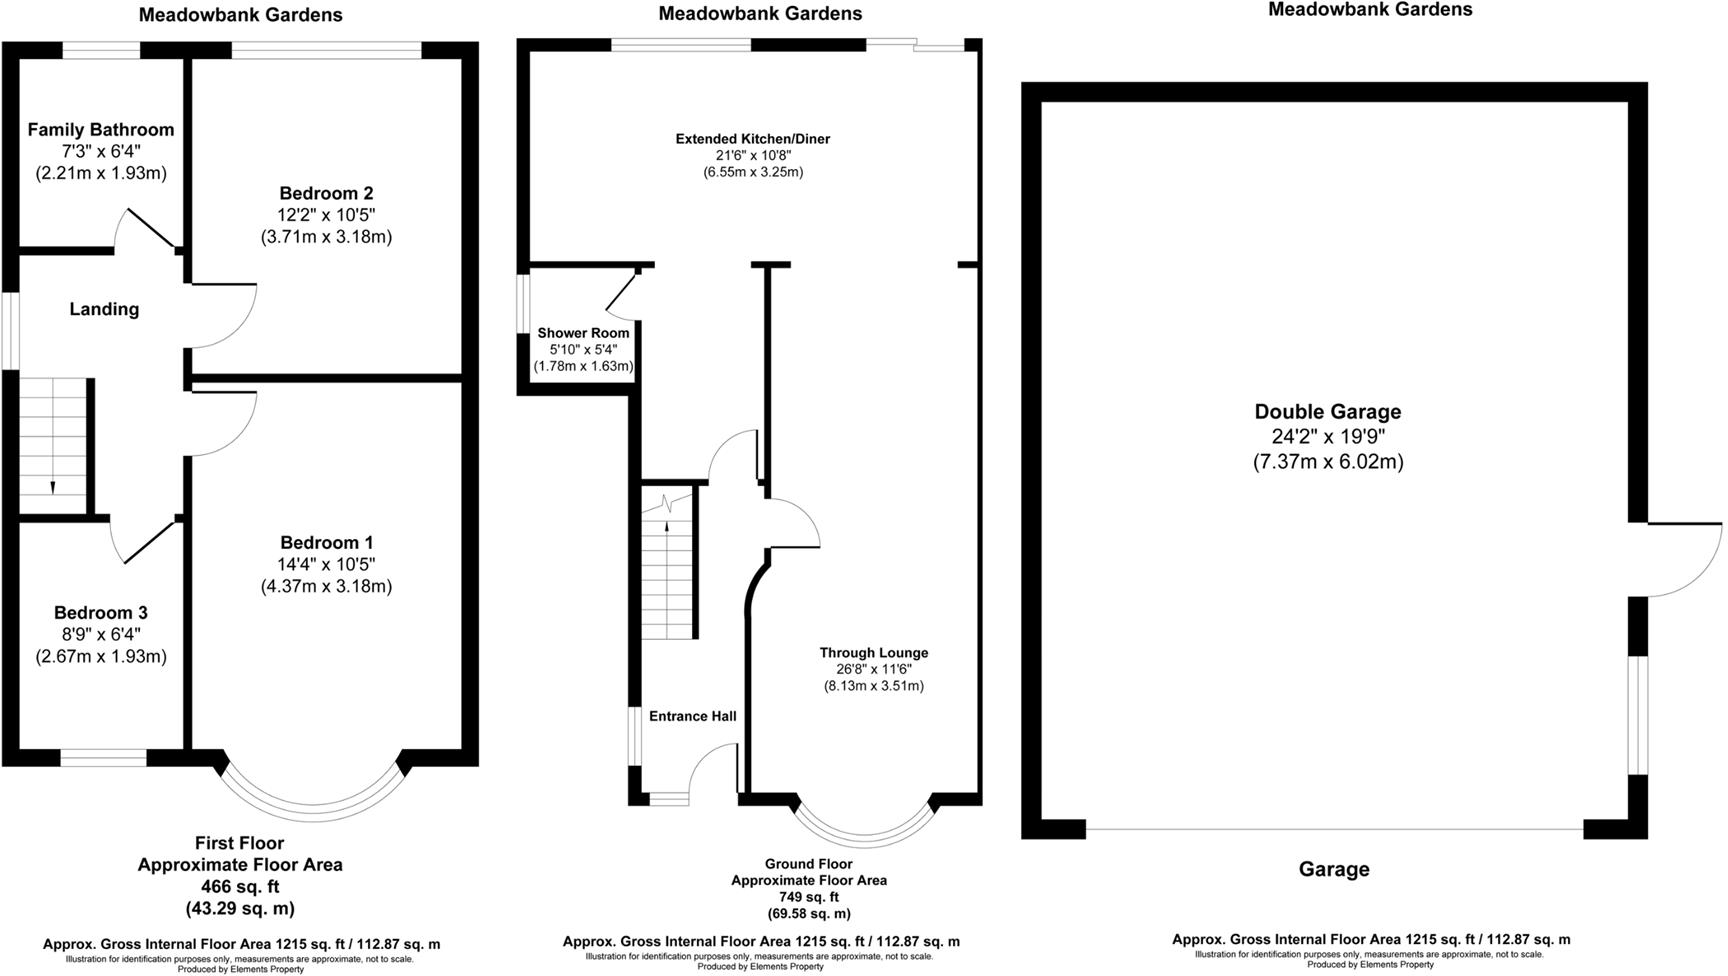 Meadowbank Gardens
Family Bathroom
7'3" x 6'4"
(2.21m x 1.93m)
Bedroom 2
12'2" x 10'5"
(3.71m x 3.18m)
Landing
Bedroom 1
14'4" x 10'5"
(4.37m x 3.18m)
Bedroom 3
8'9" x 6'4"
(2.67m x 1.93m)
First Floor
Approximate Floor Area
466 sq. ft
(43.29 sq. m)
Approx. Gross Internal Floor Area 1215 sq. ft / 112.87 sq. m
Illustration for identification purposes only, measurements are approximate, not to scale.
Produced by Elements Property
Meadowbank Gardens
Extended Kitchen/Diner
21'6" x 10'8"
(6.55m x 3.25m)
Shower Room
5'10" x 5'4"
(1.78m x 1.63m)
Through Lounge
26'8" x 11'6"
(8.13m x 3.51m)
Entrance Hall
Ground Floor
Approximate Floor Area
749 sq. ft
(69.58 sq. m)
Approx. Gross Internal Floor Area 1215 sq. ft / 112.87 sq. m
Illustration for identification purposes only, measurements are approximate, not to scale.
Produced by Elements Property
Meadowbank Gardens
Double Garage
24'2" x 19'9"
(7.37m x 6.02m)
Garage
Approx. Gross Internal Floor Area 1215 sq. ft / 112.87 sq. m
Illustration for identification purposes only, measurements are approximate, not to scale.
Produced by Elements Property